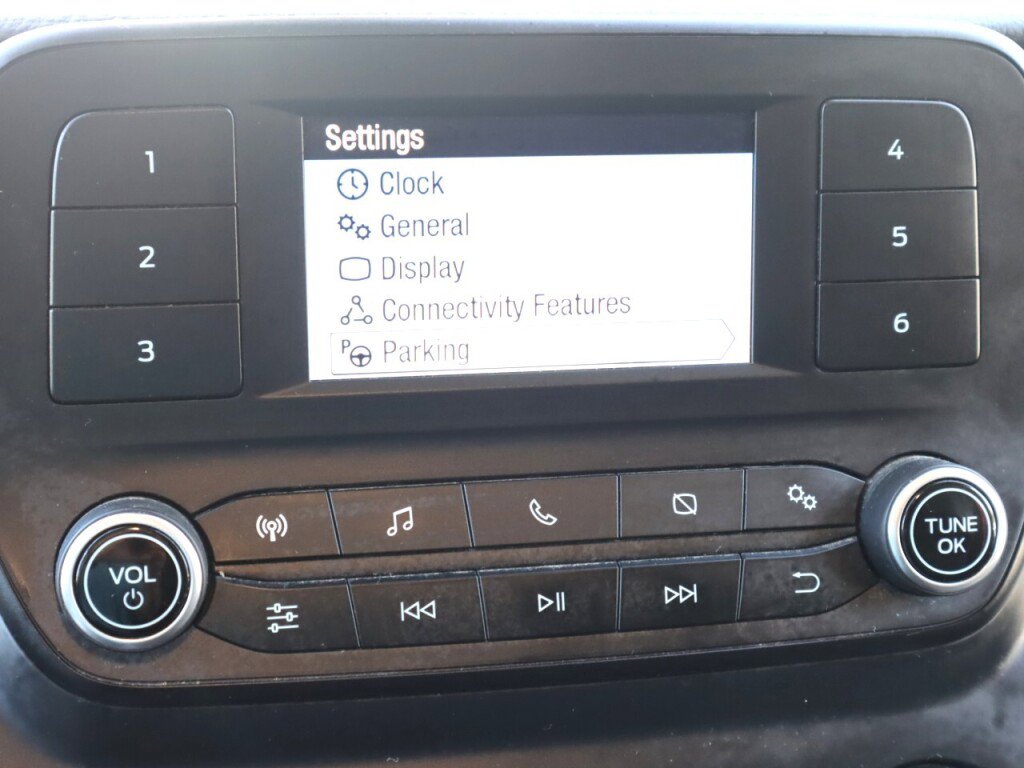 Settings
Clock
General
Display
Connectivity Features
P Parking
1
2
3
4
5
6
VOL
TUNE
OK